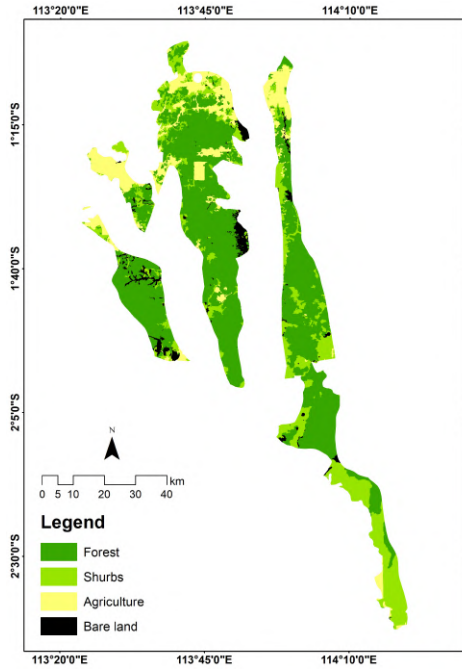 113°20'0"E 113°45'0"E 114°10'0"E
1°15'0"S
1°40'0"S
2°5'0"S
2°30'0"S
N
0 5 10 20 30 40 km
Legend
Forest
Shurbs
Agriculture
Bare land
113°20'0"E 113°45'0"E 114°10'0"E